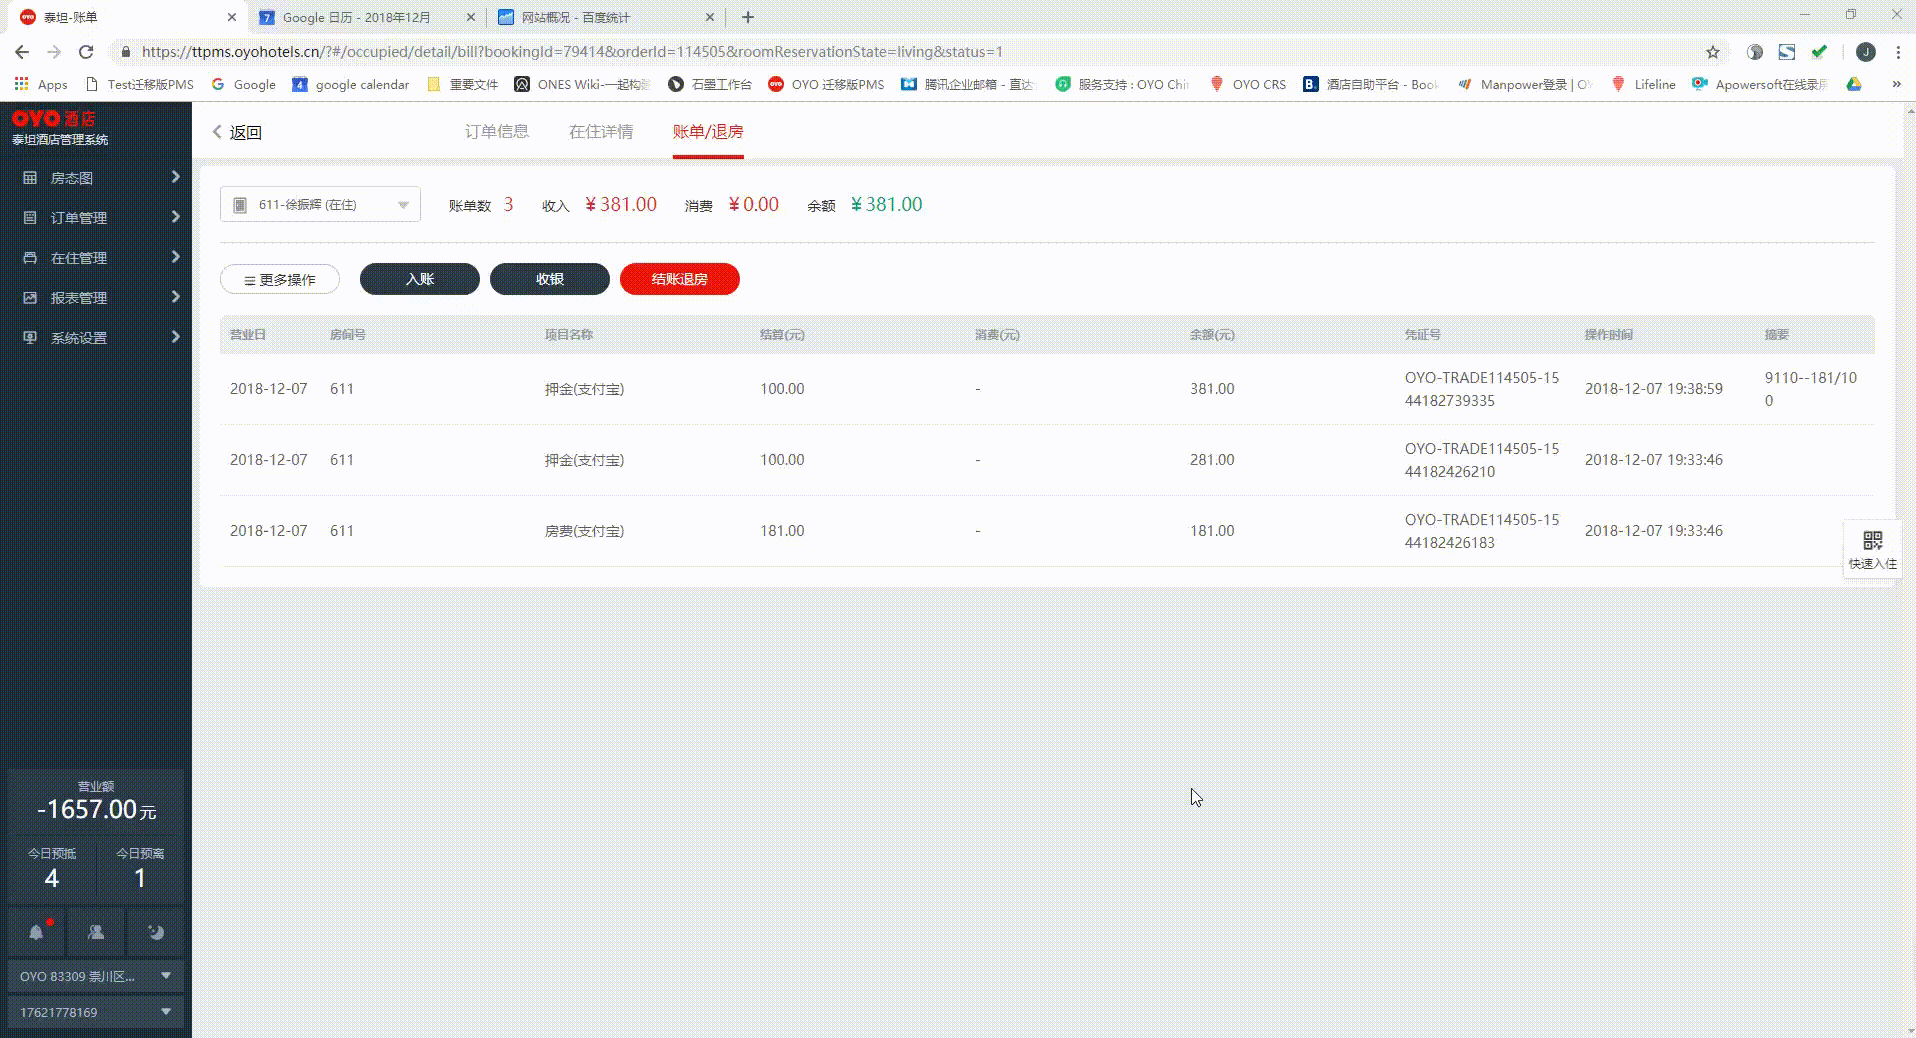 泰坦-账单
Google 日历 - 2018年12月
网站概况 - 百度统计
https://ttpms.oyohotels.cn/?#/occupied/detail/bill?bookingId=79414&orderId=114505&roomReservationState=living&status=1
Apps
Test迁移版PMS
Google
google calendar
重要文件
ONES Wiki-一起构
石墨工作台
OYO 迁移版PMS
腾讯企业邮箱 - 直达
服务支持 : OYO Chi
OYO CRS
酒店自助平台 - Book
Manpower登录 | O
Lifeline
Apowersoft在线录
OYO 酒店
泰坦酒店管理系统
房态图
订单管理
在住管理
报表管理
系统设置
返回
订单信息
在住详情
账单/退房
611-徐振辉 (在住)
账单数 3 收入 ¥381.00 消费 ¥0.00 余额 ¥381.00
更多操作
入账
收银
结账退房
营业日 房间号 项目名称 结算(元) 消费(元) 余额(元) 凭证号 操作时间 摘要
2018-12-07 611 押金(支付宝) 100.00 - 381.00 OYO-TRADE114505-15 2018-12-07 19:38:59 9110--181/10
44182739335 0
2018-12-07 611 押金(支付宝) 100.00 - 281.00 OYO-TRADE114505-15 2018-12-07 19:33:46
44182426210
2018-12-07 611 房费(支付宝) 181.00 - 181.00 OYO-TRADE114505-15 2018-12-07 19:33:46
44182426183
快速入住
营业额
-1657.00元
今日预抵 今日预离
4 1
OYO 83309 崇川区...
17621778169